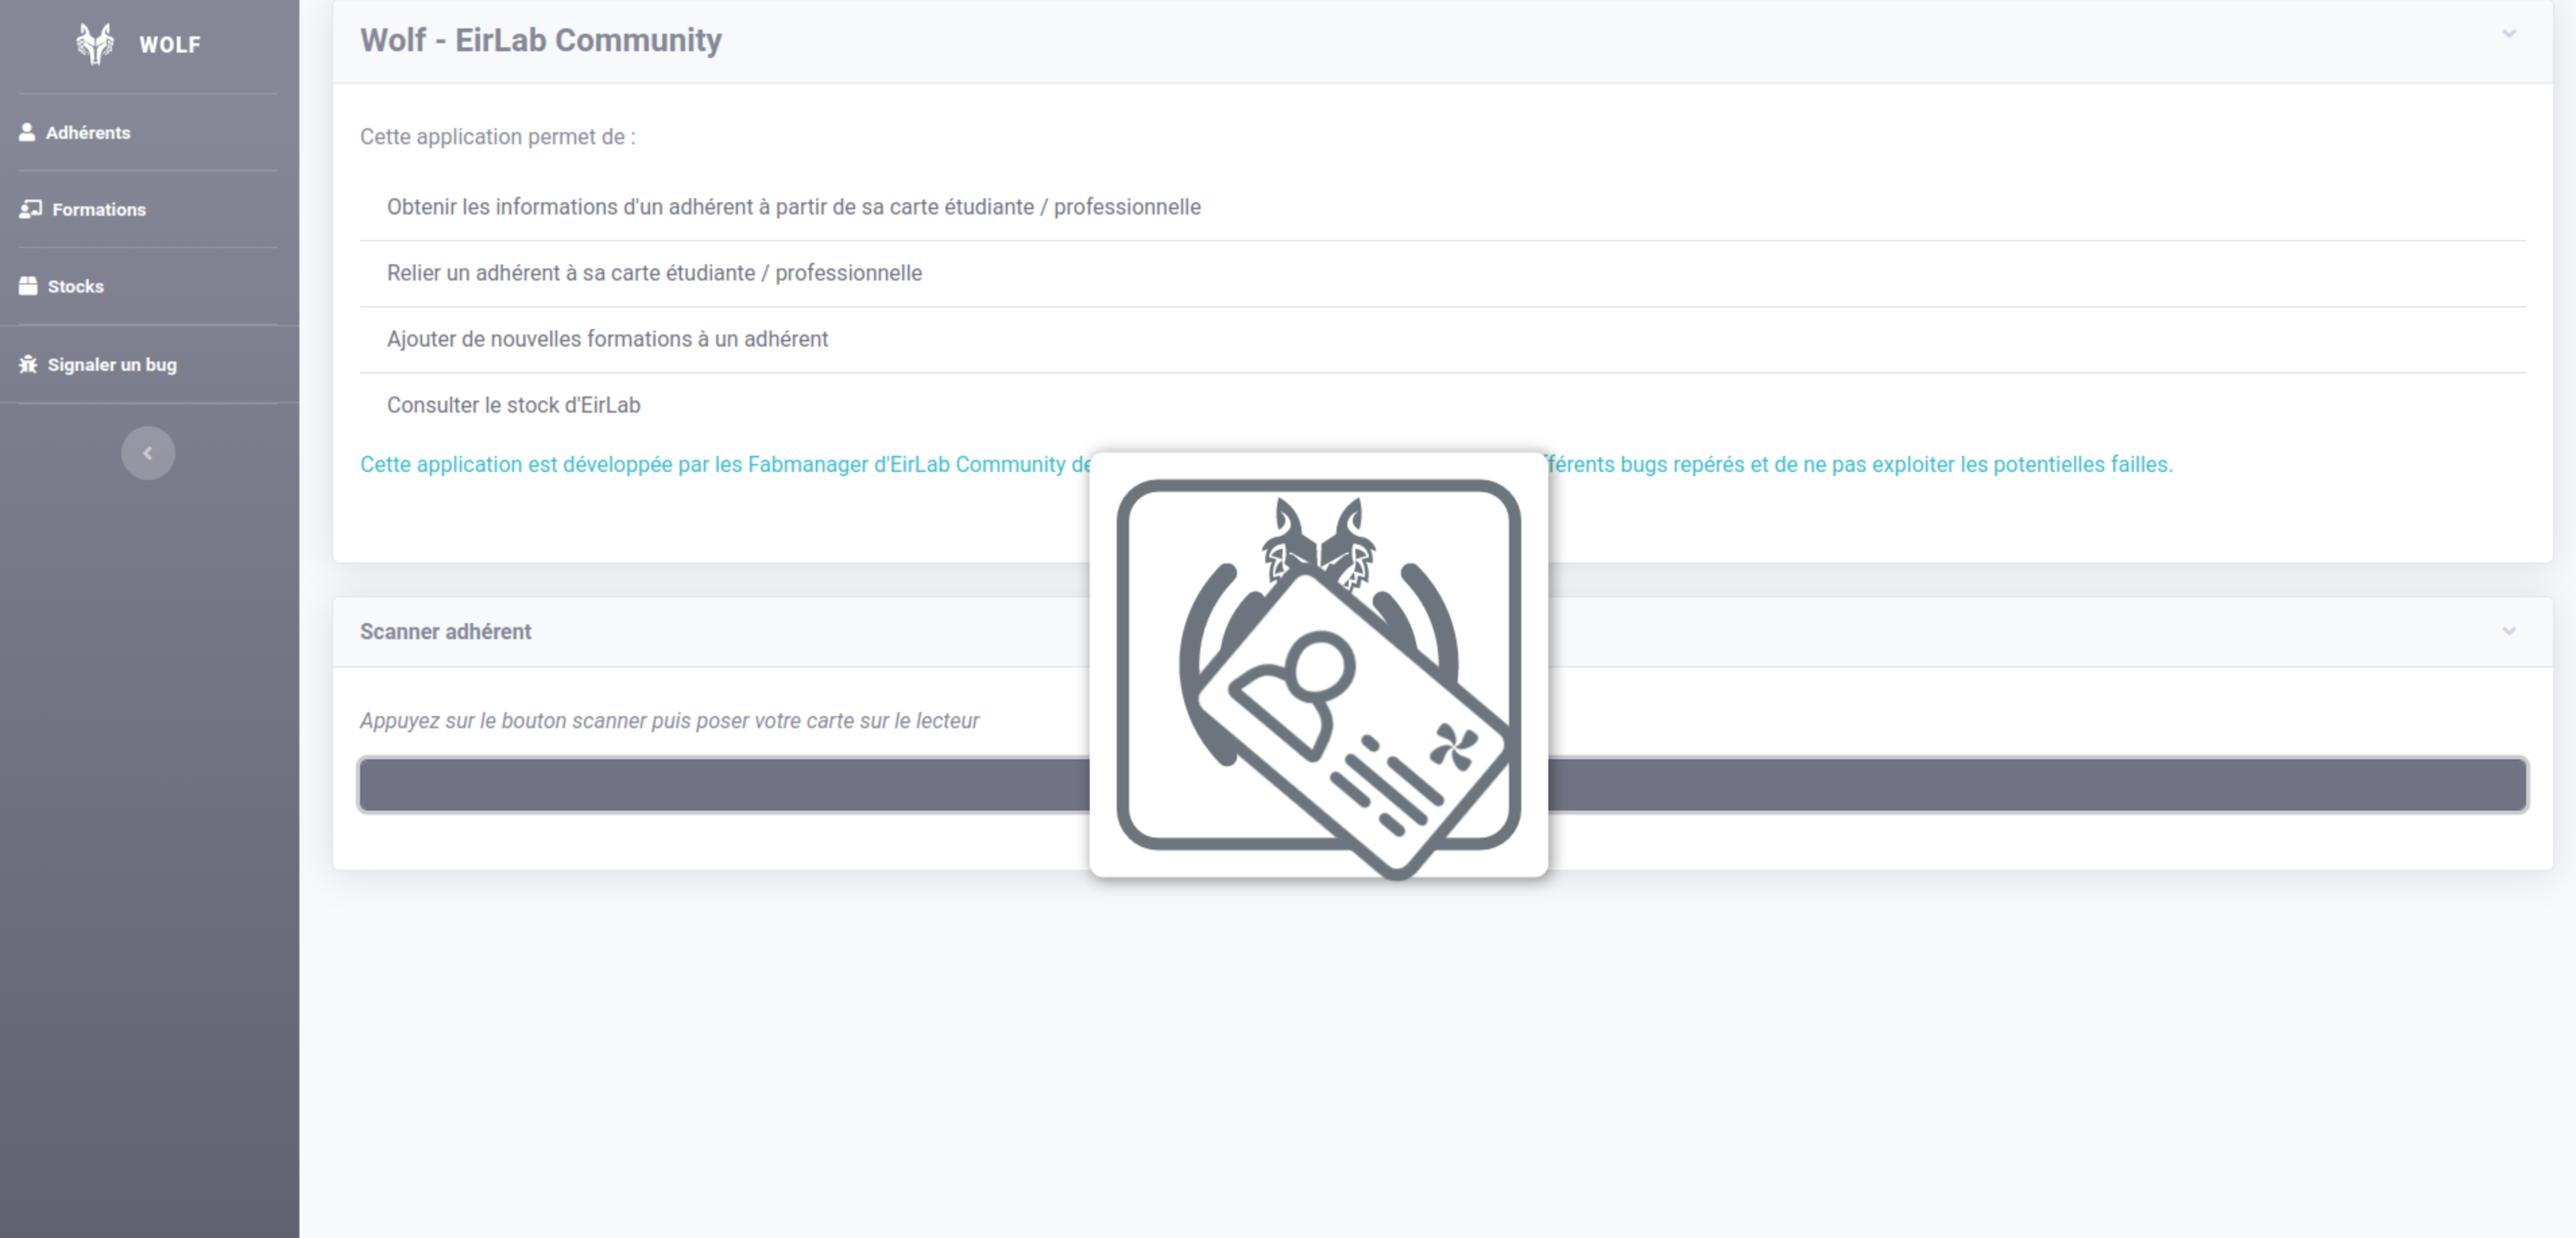 WOLF
Adhérents
Formations
Stocks
Signaler un bug
Wolf - EirLab Community
Cette application permet de :
Obtenir les informations d'un adhérent à partir de sa carte étudiante / professionnelle
Relier un adhérent à sa carte étudiante / professionnelle
Ajouter de nouvelles formations à un adhérent
Consulter le stock d'EirLab
Cette application est développée par les Fabmanager d'EirLab Community bugs repérés et de ne pas exploiter les potentielles failles.
Scanner adhérent
Appuyez sur le bouton scanner puis poser votre carte sur le lecteur